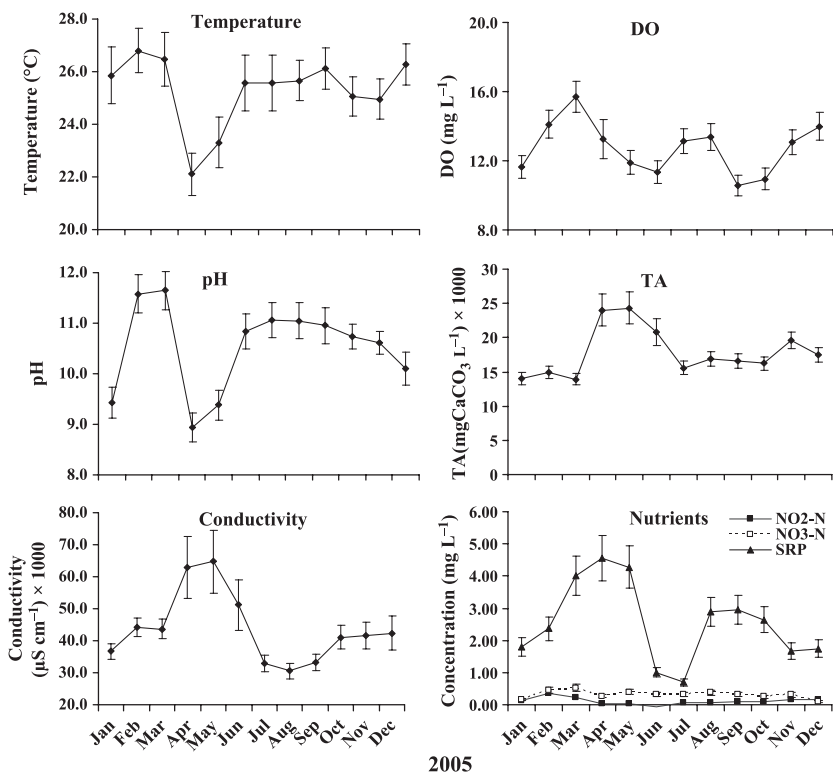 Temperature
Temperature (°C)
28.0
26.0
24.0
22.0
20.0
DO
DO (mg L⁻¹)
20.0
16.0
12.0
8.0
pH
pH
12.0
11.0
10.0
9.0
8.0
TA
TA(mgCaCO₃ L⁻¹) × 1000
30
25
20
15
10
5
0
Conductivity
Conductivity
(µS cm⁻¹) × 1000
80.0
70.0
60.0
50.0
40.0
30.0
20.0
Jan Feb Mar Apr May Jun Jul Aug Sep Oct Nov Dec
Nutrients
NO2-N
NO3-N
SRP
Concentration (mg L⁻¹)
6.00
5.00
4.00
3.00
2.00
1.00
0.00
Jan Feb Mar Apr May Jun Jul Aug Sep Oct Nov Dec
2005